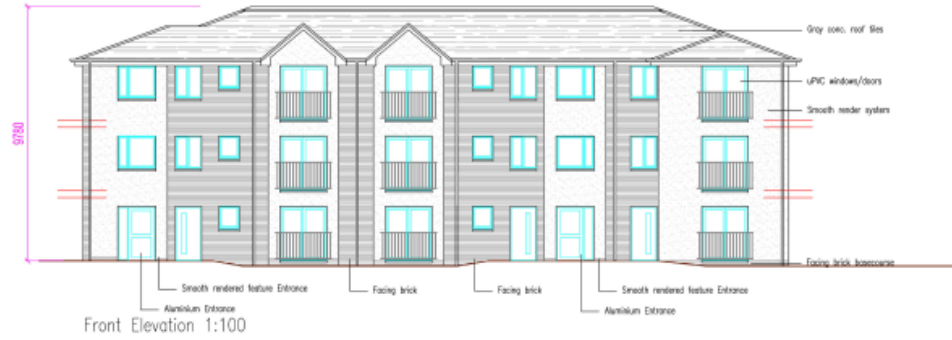 Gray conc. roof tiles
uPVC windows/doors
Smooth render system
9780
Facing brick basecourse
Smooth rendered feature Entrance
Facing brick
Facing brick
Smooth rendered feature Entrance
Aluminium Entrance
Aluminium Entrance
Front Elevation 1:100